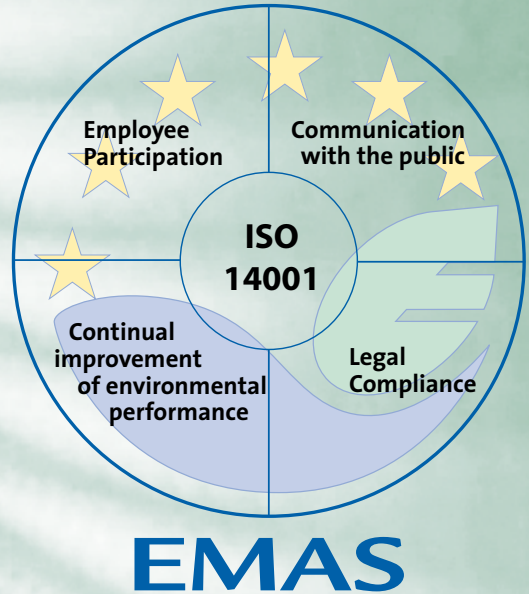 Employee
Participation
Communication
with the public
ISO
14001
Continual
improvement
of environmental
performance
Legal
Compliance
EMAS